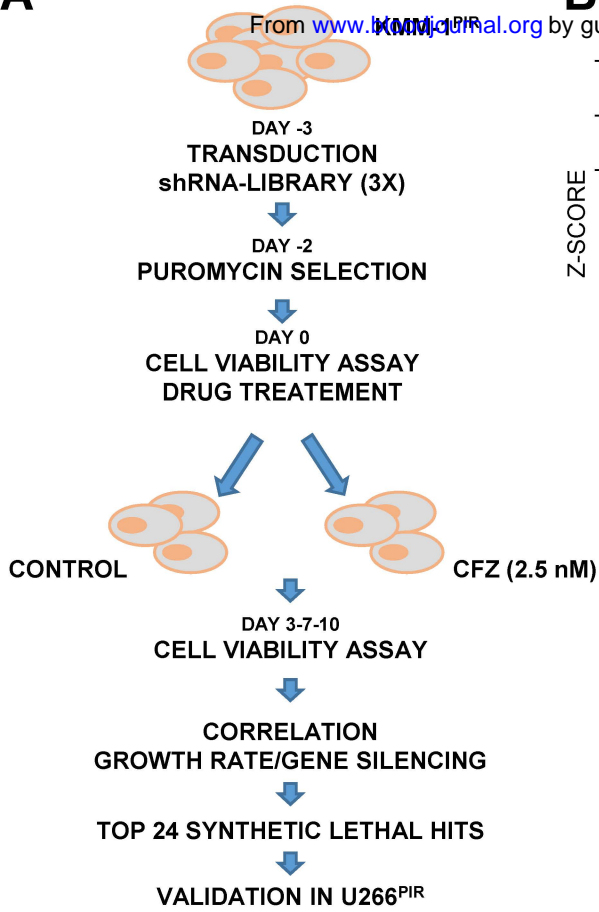 A
B
From www.bloodjournal.org by gu
KMM-1PIR
DAY -3
TRANSDUCTION
shRNA-LIBRARY (3X)
DAY -2
PUROMYCIN SELECTION
DAY 0
CELL VIABILITY ASSAY
DRUG TREATEMENT
CONTROL
CFZ (2.5 nM)
DAY 3-7-10
CELL VIABILITY ASSAY
CORRELATION
GROWTH RATE/GENE SILENCING
TOP 24 SYNTHETIC LETHAL HITS
VALIDATION IN U266PIR
Z-SCORE